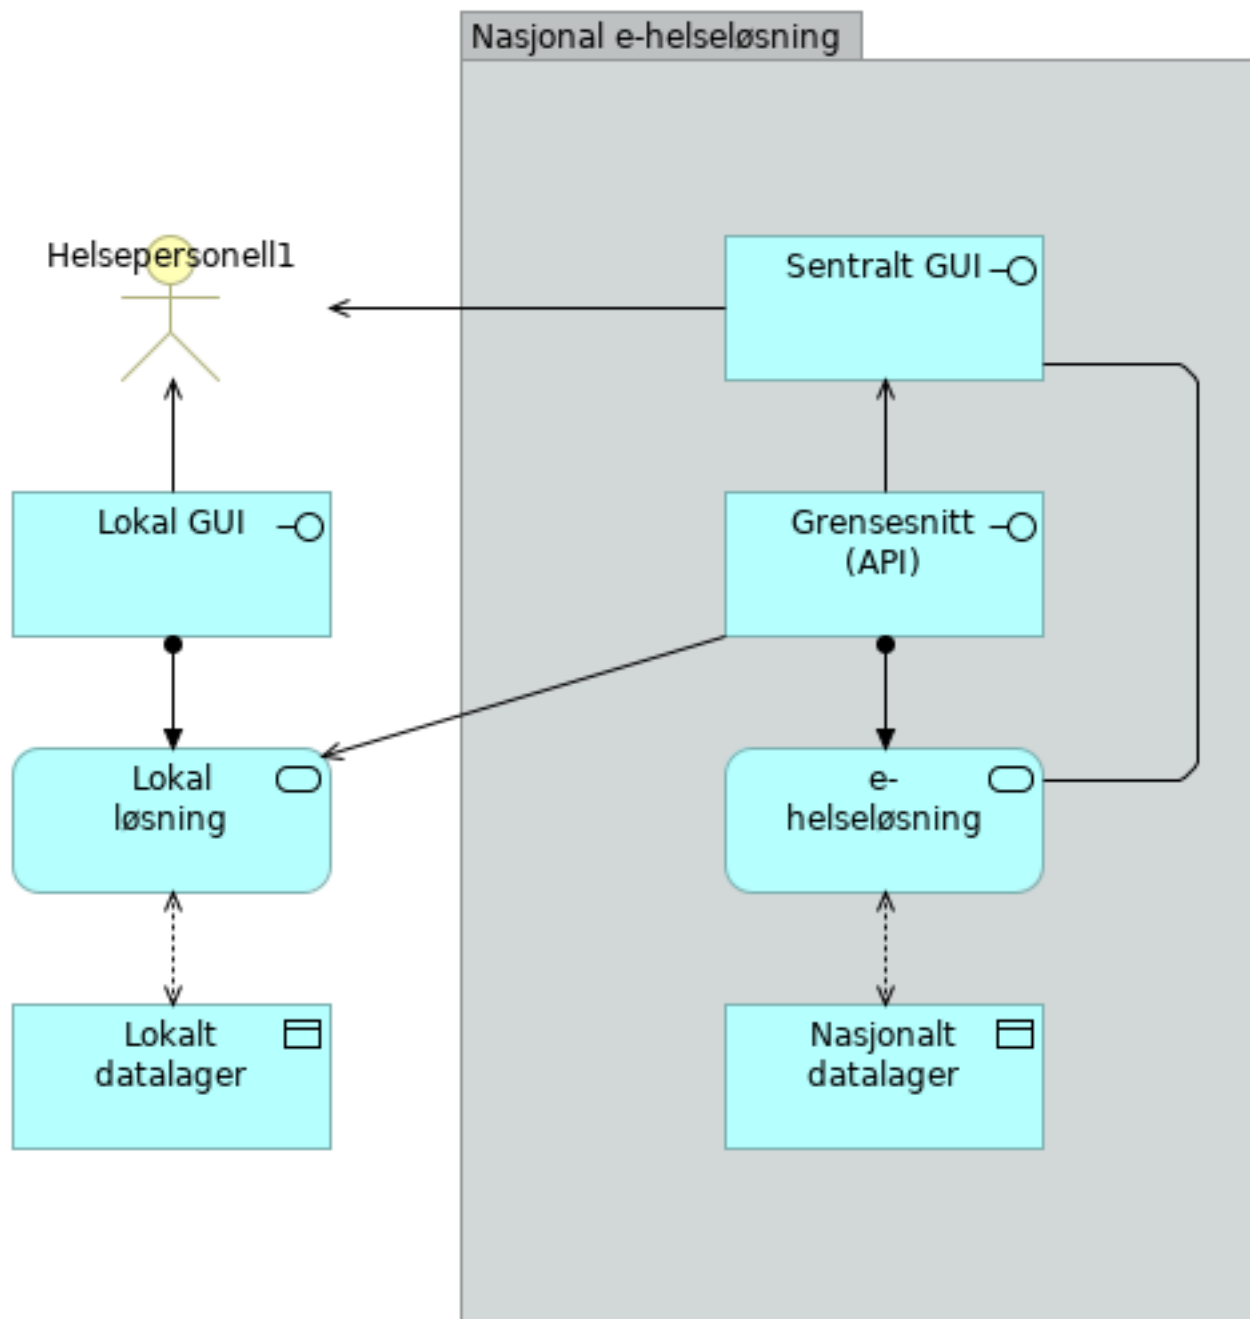 Nasjonal e-helseløsning
Helsepersonell1
Sentralt GUI
Lokal GUI
Grensesnitt
(API)
Lokal
løsning
e-
helseløsning
Lokalt
datalager
Nasjonalt
datalager